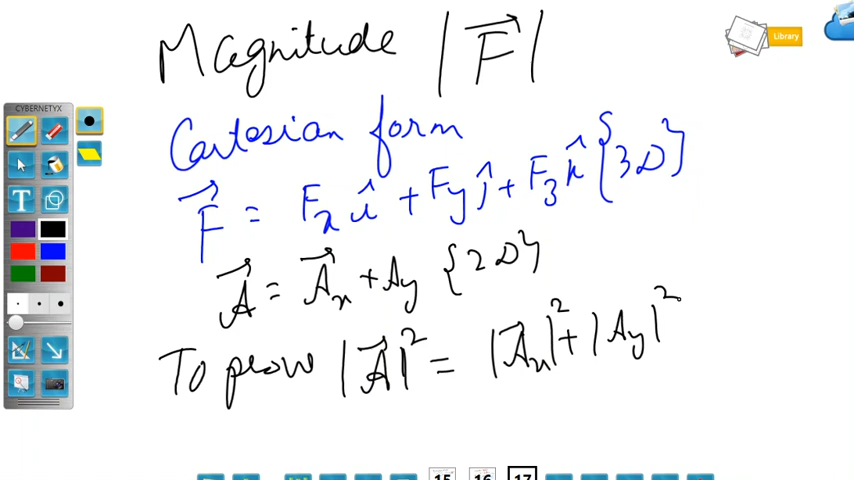 Magnitude |F⃗|
Library
CYBERNETYX
Cartesian form
F⃗ = Fx î + Fy ĵ + Fz k̂ {3D}
A⃗ = A⃗x + Ay {2D}
To prove |A⃗|² = |A⃗x|² + |Ay|²
T
15 16 17